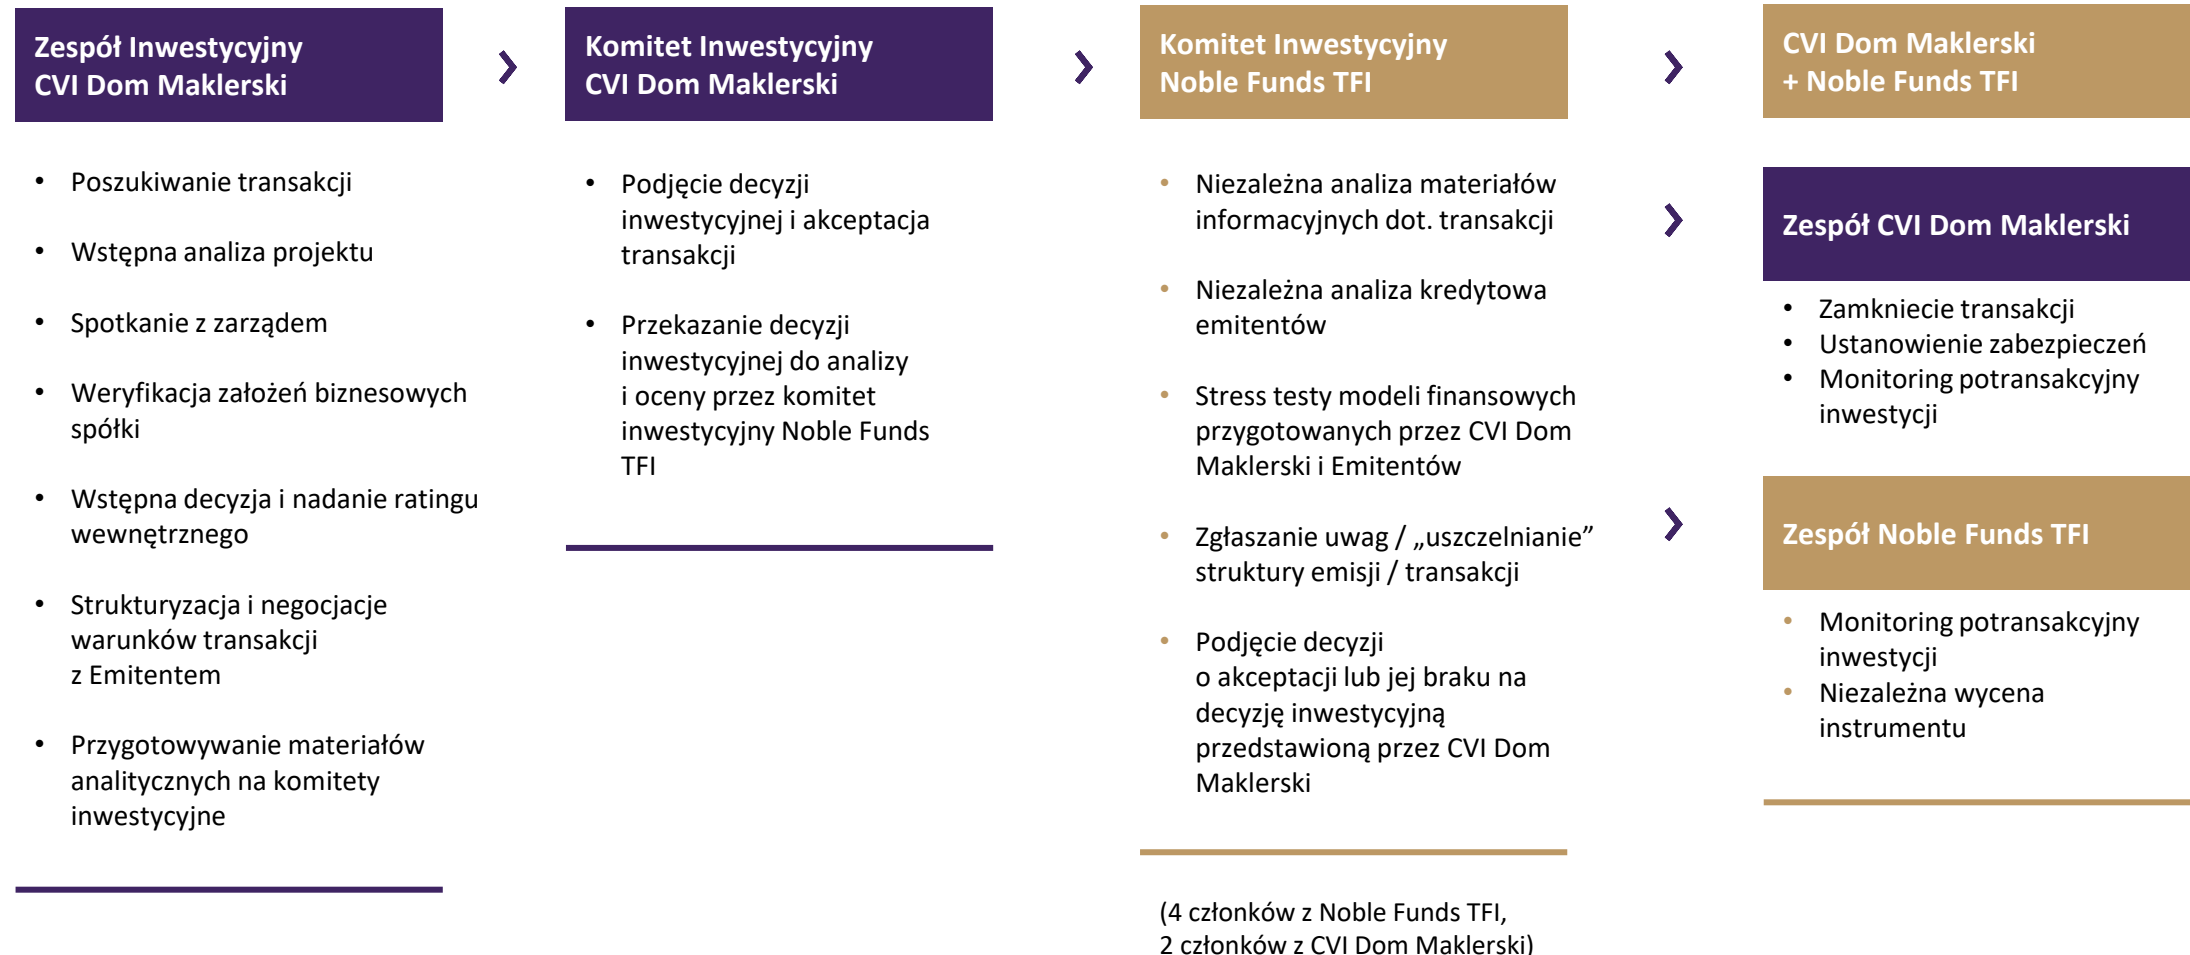 Zespół Inwestycyjny
CVI Dom Maklerski
• Poszukiwanie transakcji
• Wstępna analiza projektu
• Spotkanie z zarządem
• Weryfikacja założeń biznesowych
spółki
• Wstępna decyzja i nadanie ratingu
wewnętrznego
• Strukturyzacja i negocjacje
warunków transakcji
z Emitentem
• Przygotowywanie materiałów
analitycznych na komitety
inwestycyjne
Komitet Inwestycyjny
CVI Dom Maklerski
• Podjęcie decyzji
inwestycyjnej i akceptacja
transakcji
• Przekazanie decyzji
inwestycyjnej do analizy
i oceny przez komitet
inwestycyjny Noble Funds
TFI
Komitet Inwestycyjny
Noble Funds TFI
• Niezależna analiza materiałów
informacyjnych dot. transakcji
• Niezależna analiza kredytowa
emitentów
• Stress testy modeli finansowych
przygotowanych przez CVI Dom
Maklerski i Emitentów
• Zgłaszanie uwag / „uszczelnianie”
struktury emisji / transakcji
• Podjęcie decyzji
o akceptacji lub jej braku na
decyzję inwestycyjną
przedstawioną przez CVI Dom
Maklerski
(4 członków z Noble Funds TFI,
2 członków z CVI Dom Maklerski)
CVI Dom Maklerski
+ Noble Funds TFI
Zespół CVI Dom Maklerski
• Zamkniecie transakcji
• Ustanowienie zabezpieczeń
• Monitoring potransakcyjny
inwestycji
Zespół Noble Funds TFI
• Monitoring potransakcyjny
inwestycji
• Niezależna wycena
instrumentu